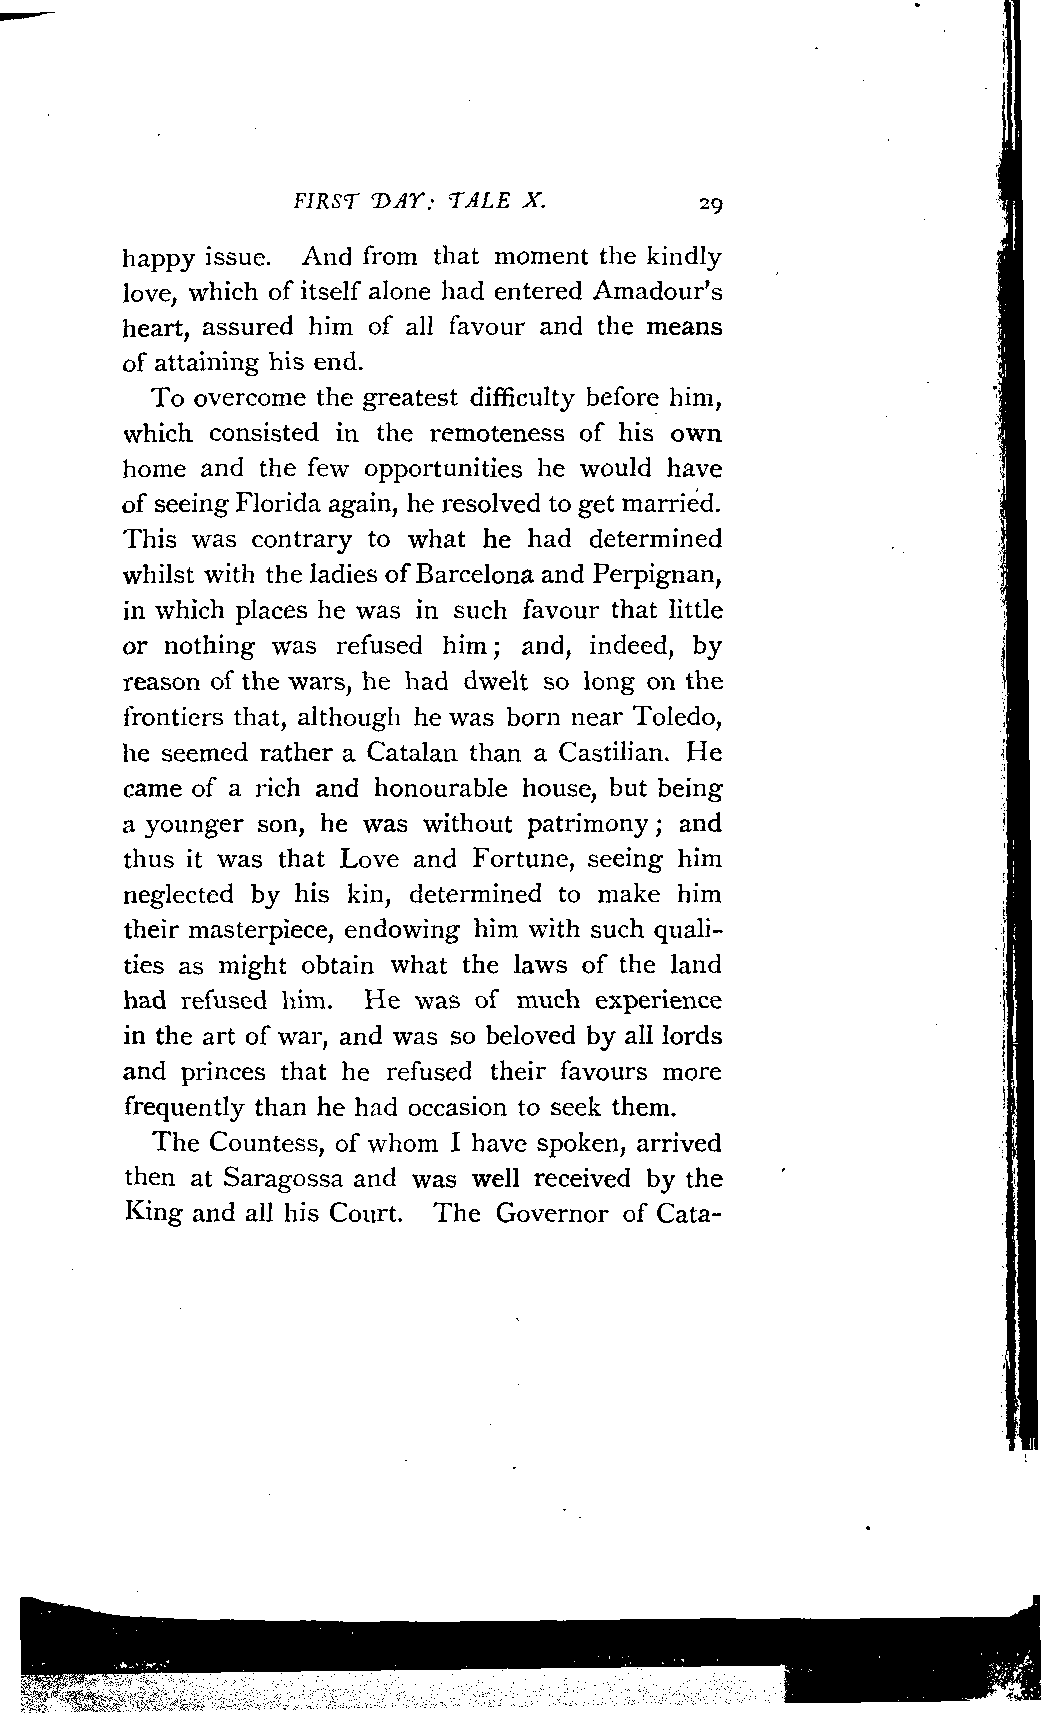 FIRST DAY: TALE X. 29
happy issue. And from that moment the kindly
love, which of itself alone had entered Amadour's
heart, assured him of all favour and the means
of attaining his end.
To overcome the greatest difficulty before him,
which consisted in the remoteness of his own
home and the few opportunities he would have
of seeing Florida again, he resolved to get married.
This was contrary to what he had determined
whilst with the ladies of Barcelona and Perpignan,
in which places he was in such favour that little
or nothing was refused him; and, indeed, by
reason of the wars, he had dwelt so long on the
frontiers that, although he was born near Toledo,
he seemed rather a Catalan than a Castilian. He
came of a rich and honourable house, but being
a younger son, he was without patrimony; and
thus it was that Love and Fortune, seeing him
neglected by his kin, determined to make him
their masterpiece, endowing him with such quali-
ties as might obtain what the laws of the land
had refused him. He was of much experience
in the art of war, and was so beloved by all lords
and princes that he refused their favours more
frequently than he had occasion to seek them.
The Countess, of whom I have spoken, arrived
then at Saragossa and was well received by the
King and all his Court. The Governor of Cata-